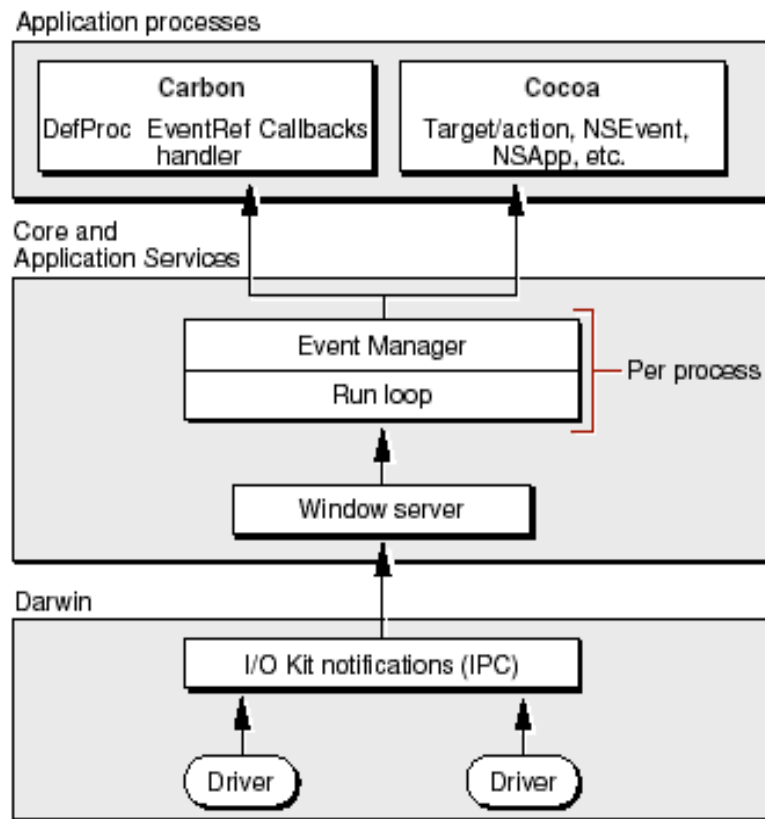 Application processes
Carbon
DefProc EventRef Callbacks
handler
Cocoa
Target/action, NSEvent,
NSApp, etc.
Core and
Application Services
Event Manager
Run loop
Per process
Window server
Darwin
I/O Kit notifications (IPC)
Driver
Driver